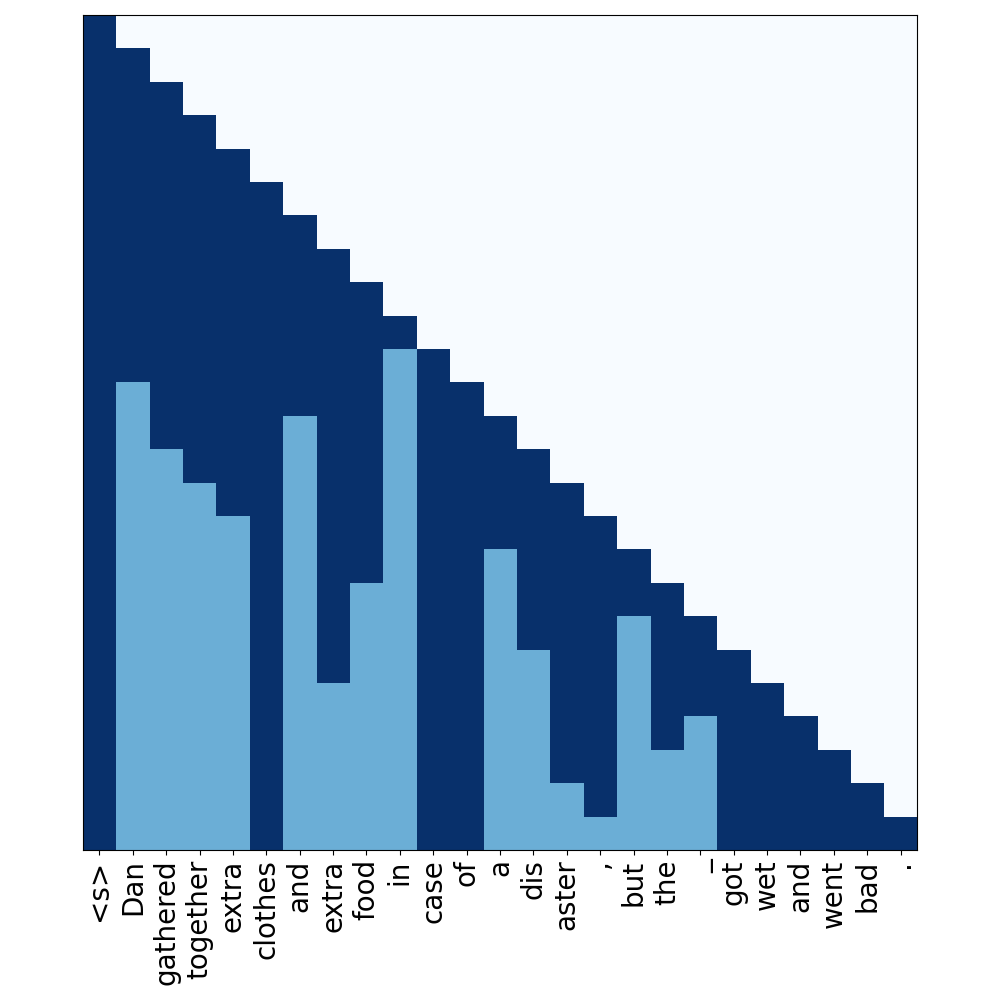 <s> Dan gathered together extra clothes and extra food in case of a dis aster , but the _ got wet and went bad .